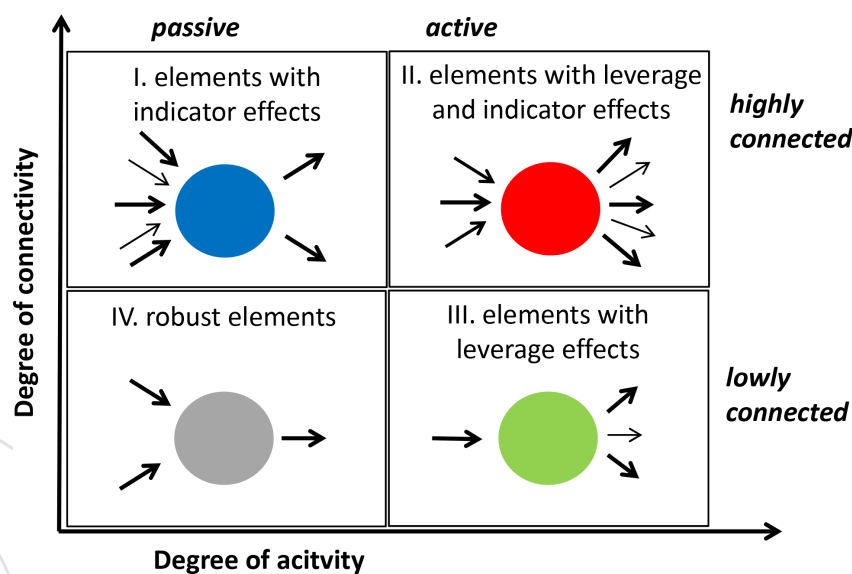 passive
active
I. elements with
indicator effects
II. elements with leverage
and indicator effects
highly
connected
Degree of connectivity
IV. robust elements
III. elements with
leverage effects
lowly
connected
Degree of acitvity